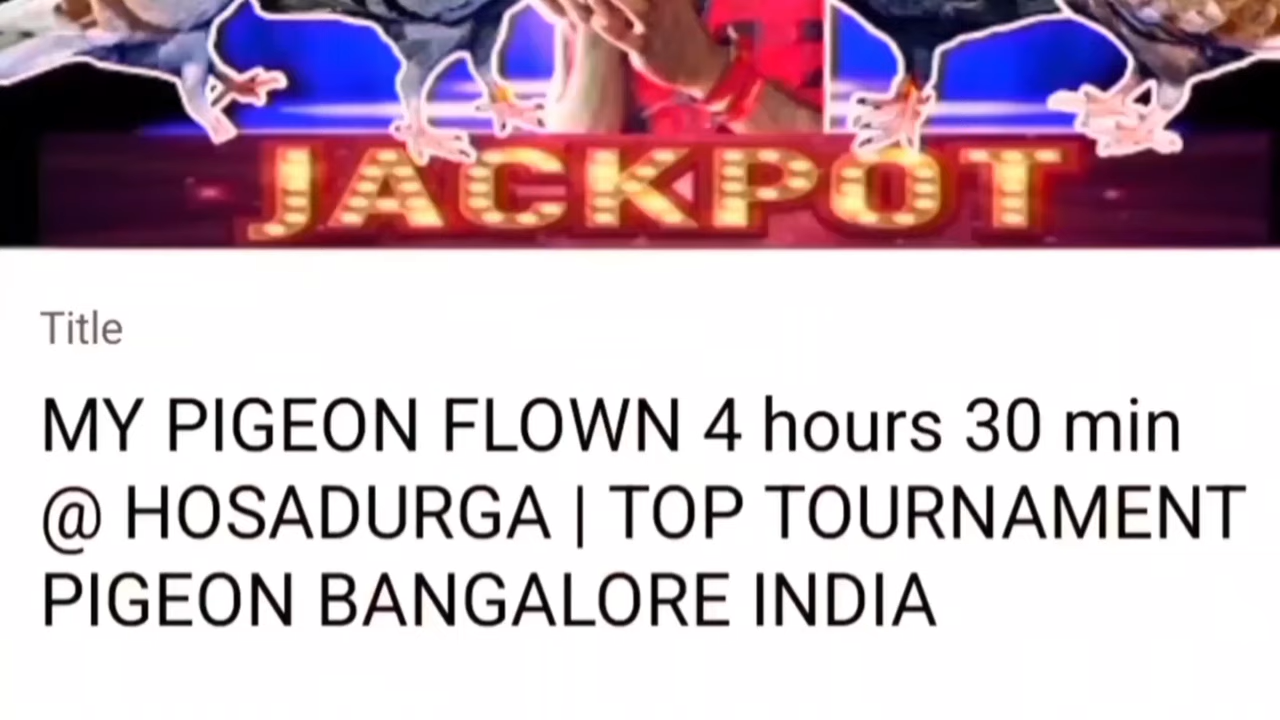 JACKPOT
Title
MY PIGEON FLOWN 4 hours 30 min
@ HOSADURGA | TOP TOURNAMENT
PIGEON BANGALORE INDIA